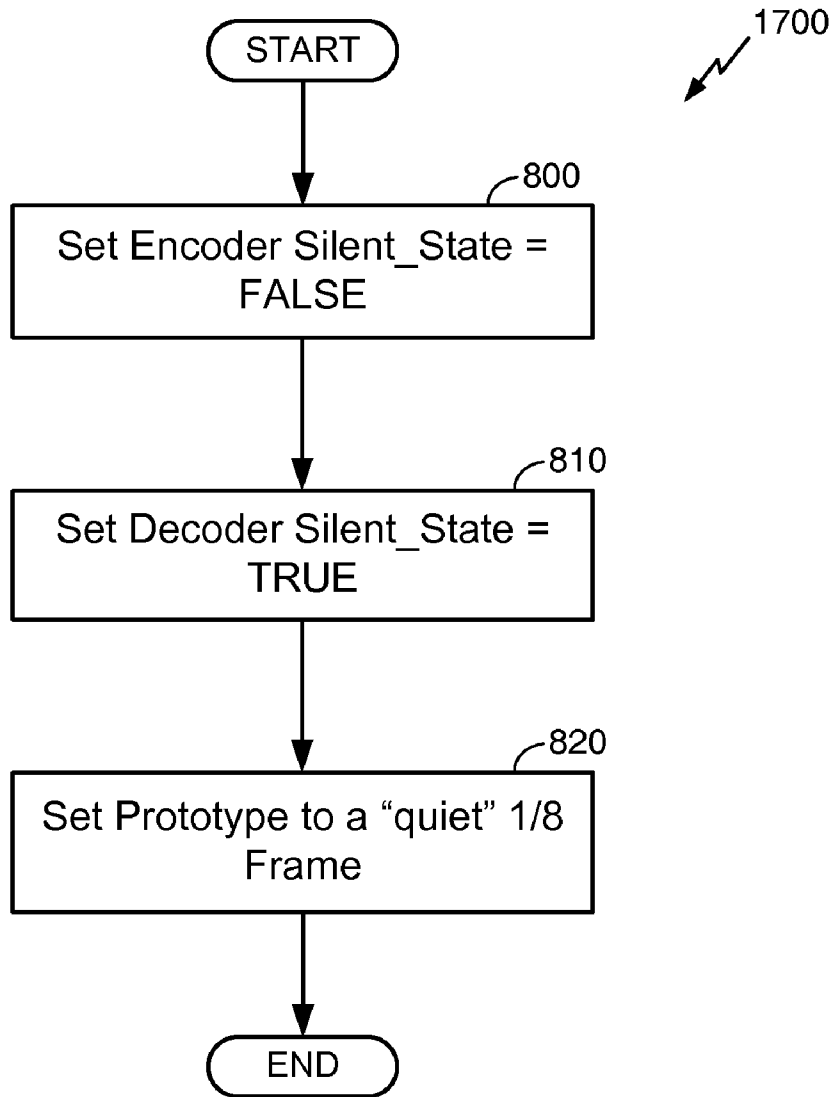 START
1700
800
Set Encoder Silent_State =
FALSE
810
Set Decoder Silent_State =
TRUE
820
Set Prototype to a “quiet” 1/8
Frame
END